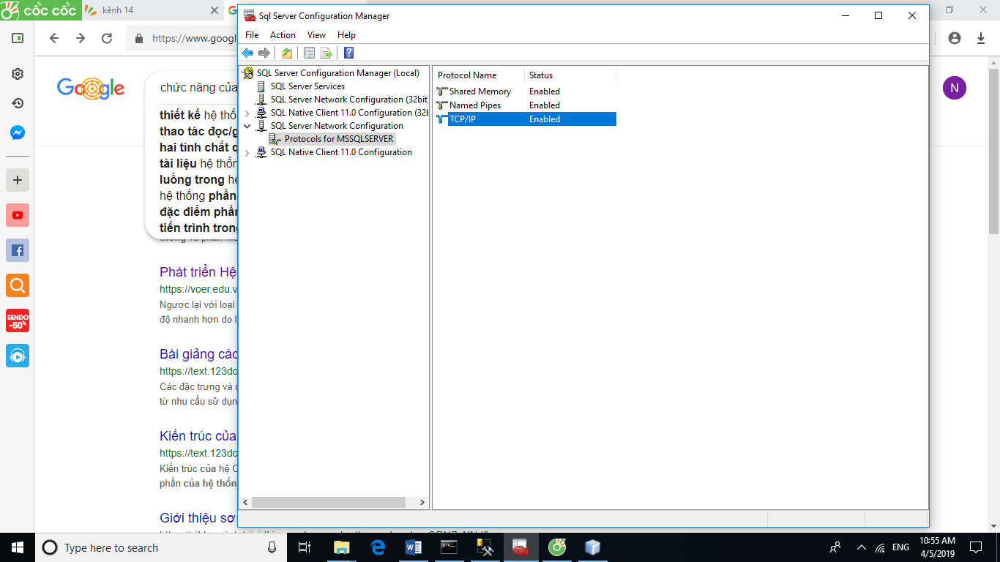 cốc cốc
kênh 14
https://www.googl
Google
chức năng của
thiết kế hệ thố
thao tác đọc/g
hai tính chất
tài liệu hệ thốn
luồng trong hệ
hệ thống phần
đặc điểm phần
tiến trình trong
N
SENDO
-50%
Phát triển Hệ
https://voer.edu.v
Ngược lại với loại
độ nhanh hơn do l
Bài giảng các
https://text.123do
Các đặc trưng và
từ nhu cầu sử dụn
Kiến trúc của
https://text.123do
Kiến trúc của hệ
phần của hệ thốn
Giới thiệu sơ
Sql Server Configuration Manager
File Action View Help
SQL Server Configuration Manager (Local)
SQL Server Services
SQL Server Network Configuration (32bit
SQL Native Client 11.0 Configuration (32b
SQL Server Network Configuration
Protocols for MSSQLSERVER
SQL Native Client 11.0 Configuration
Protocol Name Status
Shared Memory Enabled
Named Pipes Enabled
TCP/IP Enabled
Type here to search
ENG
10:55 AM
4/5/2019